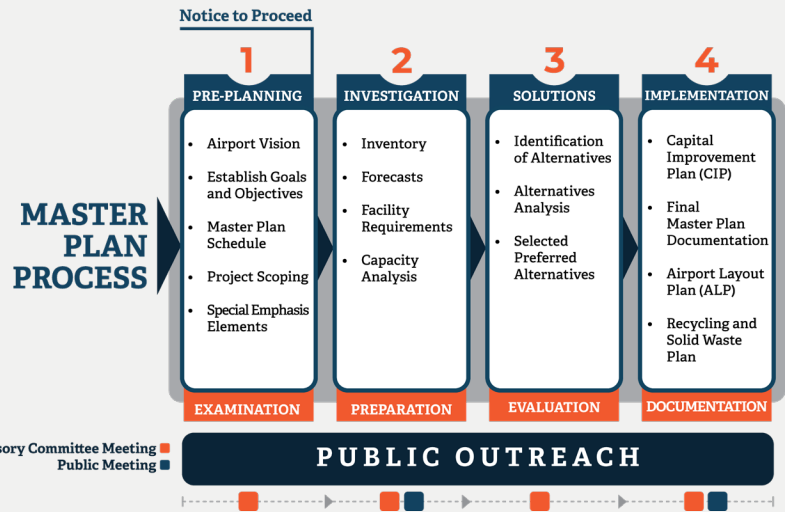 Notice to Proceed
1
PRE-PLANNING
• Airport Vision
• Establish Goals
and Objectives
• Master Plan
Schedule
• Project Scoping
• Special Emphasis
Elements
EXAMINATION
2
INVESTIGATION
• Inventory
• Forecasts
• Facility
Requirements
• Capacity
Analysis
PREPARATION
3
SOLUTIONS
• Identification
of Alternatives
• Alternatives
Analysis
• Selected
Preferred
Alternatives
EVALUATION
4
IMPLEMENTATION
• Capital
Improvement
Plan (CIP)
• Final
Master Plan
Documentation
• Airport Layout
Plan (ALP)
• Recycling and
Solid Waste
Plan
DOCUMENTATION
MASTER
PLAN
PROCESS
sory Committee Meeting
Public Meeting
PUBLIC OUTREACH